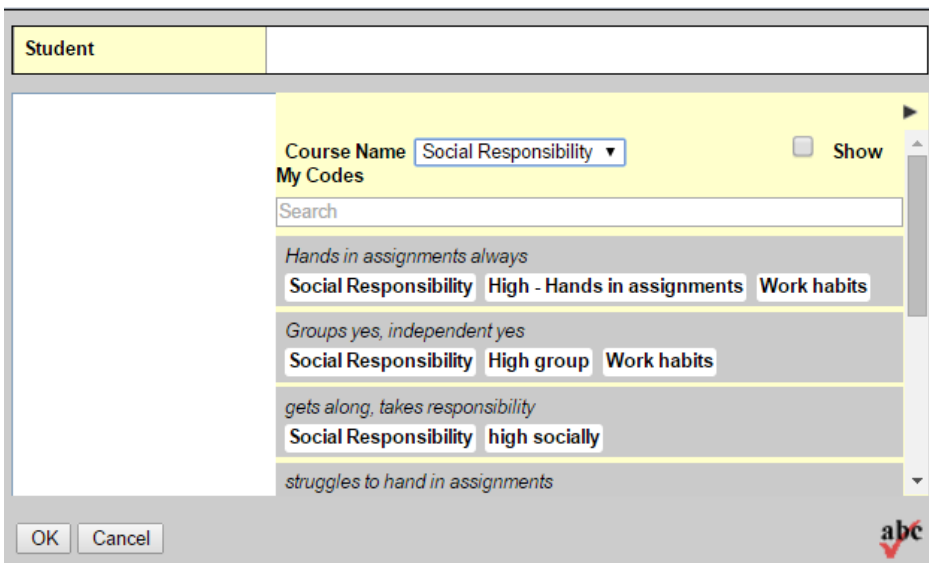 Student
Course Name Social Responsibility Show
My Codes
Search
Hands in assignments always
Social Responsibility High - Hands in assignments Work habits
Groups yes, independent yes
Social Responsibility High group Work habits
gets along, takes responsibility
Social Responsibility high socially
struggles to hand in assignments
OK Cancel abc